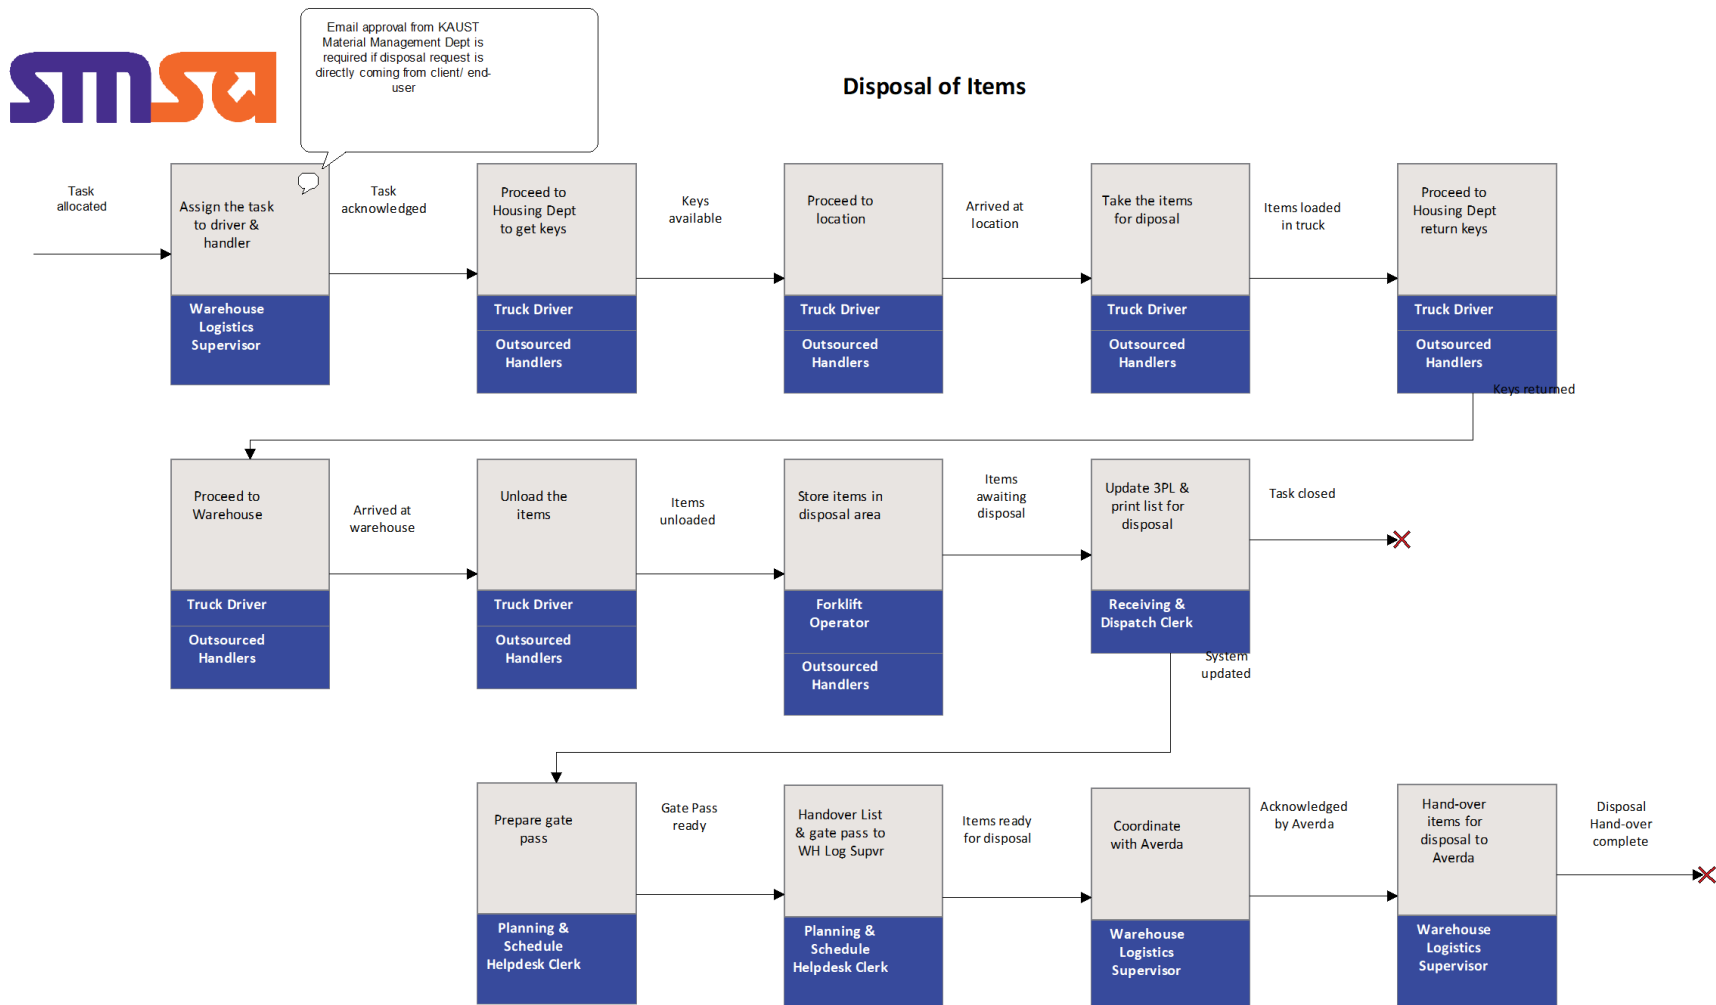 smsa
Email approval from KAUST
Material Management Dept is
required if disposal request is
directly coming from client/ end-
user
Disposal of Items
Task
allocated
Assign the task
to driver &
handler
Warehouse
Logistics
Supervisor
Task
acknowledged
Proceed to
Housing Dept
to get keys
Truck Driver
Outsourced
Handlers
Keys
available
Proceed to
location
Truck Driver
Outsourced
Handlers
Arrived at
location
Take the items
for diposal
Truck Driver
Outsourced
Handlers
Items loaded
in truck
Proceed to
Housing Dept
return keys
Truck Driver
Outsourced
Handlers
Keys returned
Proceed to
Warehouse
Truck Driver
Outsourced
Handlers
Arrived at
warehouse
Unload the
items
Truck Driver
Outsourced
Handlers
Items
unloaded
Store items in
disposal area
Forklift
Operator
Outsourced
Handlers
Items
awaiting
disposal
Update 3PL &
print list for
disposal
Receiving &
Dispatch Clerk
Task closed
System
updated
Prepare gate
pass
Planning &
Schedule
Helpdesk Clerk
Gate Pass
ready
Handover List
& gate pass to
WH Log Supvr
Planning &
Schedule
Helpdesk Clerk
Items ready
for disposal
Coordinate
with Averda
Warehouse
Logistics
Supervisor
Acknowledged
by Averda
Hand-over
items for
disposal to
Averda
Warehouse
Logistics
Supervisor
Disposal
Hand-over
complete